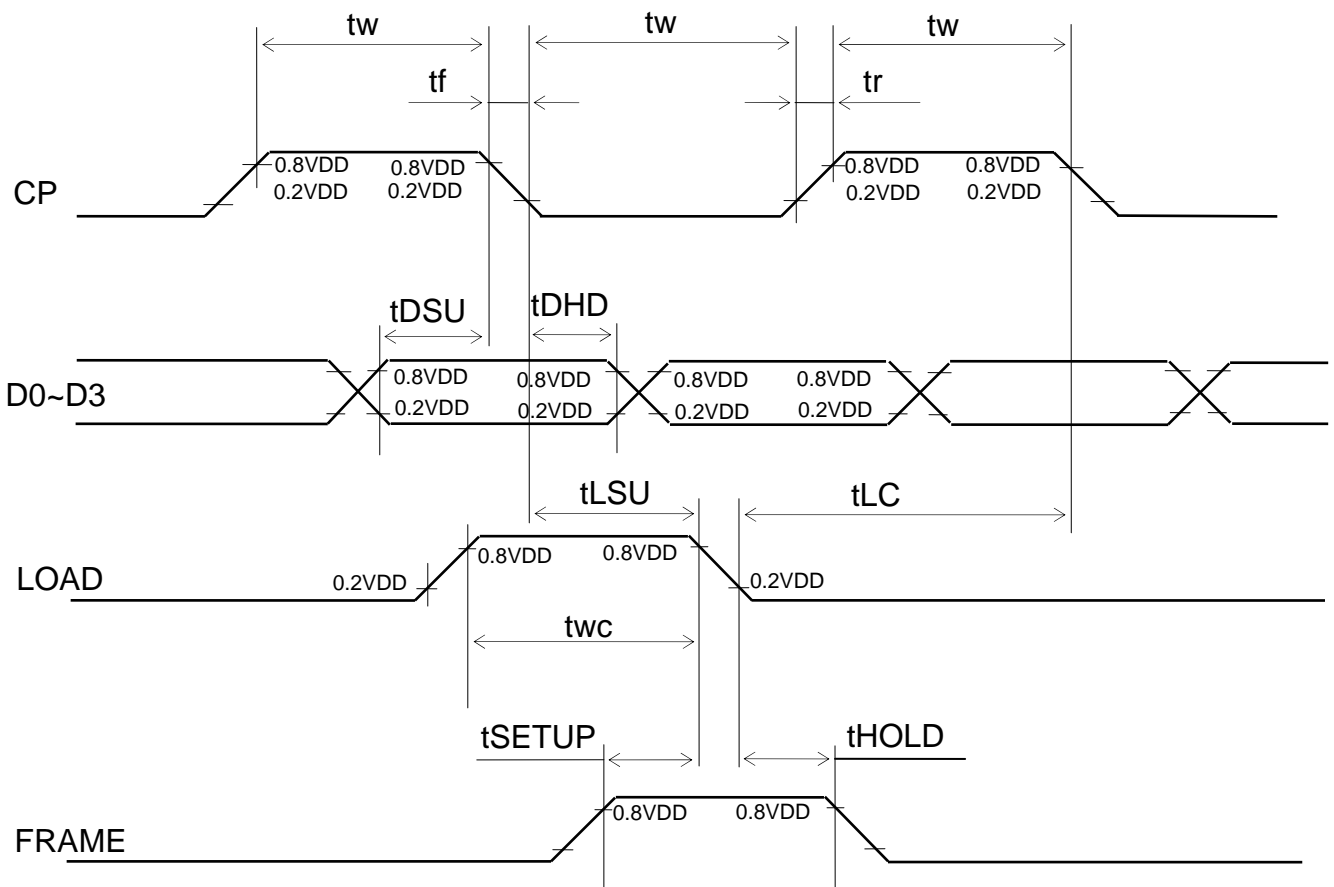 tw tw tw
tf tr
0.8VDD 0.8VDD 0.8VDD 0.8VDD
CP 0.2VDD 0.2VDD 0.2VDD 0.2VDD
tDSU tDHD
0.8VDD 0.8VDD 0.8VDD 0.8VDD
D0~D3
0.2VDD 0.2VDD 0.2VDD 0.2VDD
tLSU tLC
0.8VDD 0.8VDD
LOAD 0.2VDD 0.2VDD
twc
tSETUP tHOLD
0.8VDD 0.8VDD
FRAME